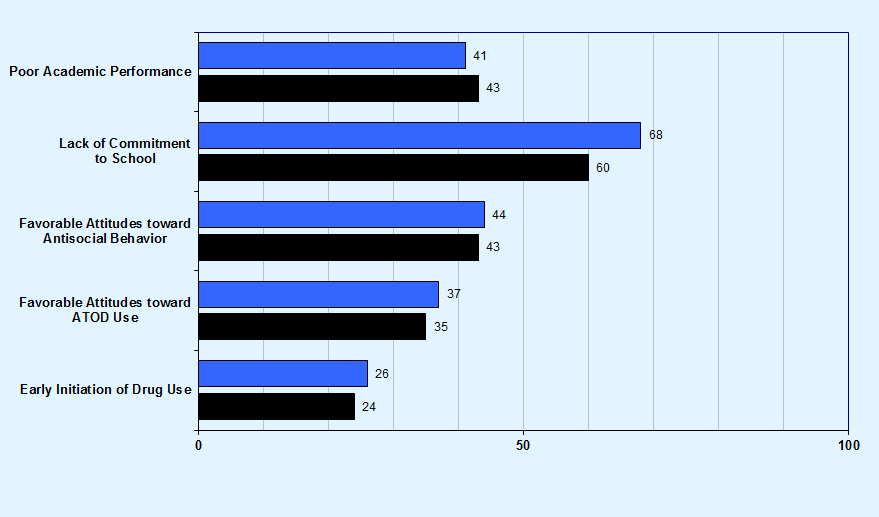 Poor Academic Performance
41
43
Lack of Commitment
to School
68
60
Favorable Attitudes toward
Antisocial Behavior
44
43
Favorable Attitudes toward
ATOD Use
37
35
Early Initiation of Drug Use
26
24
0 50 100